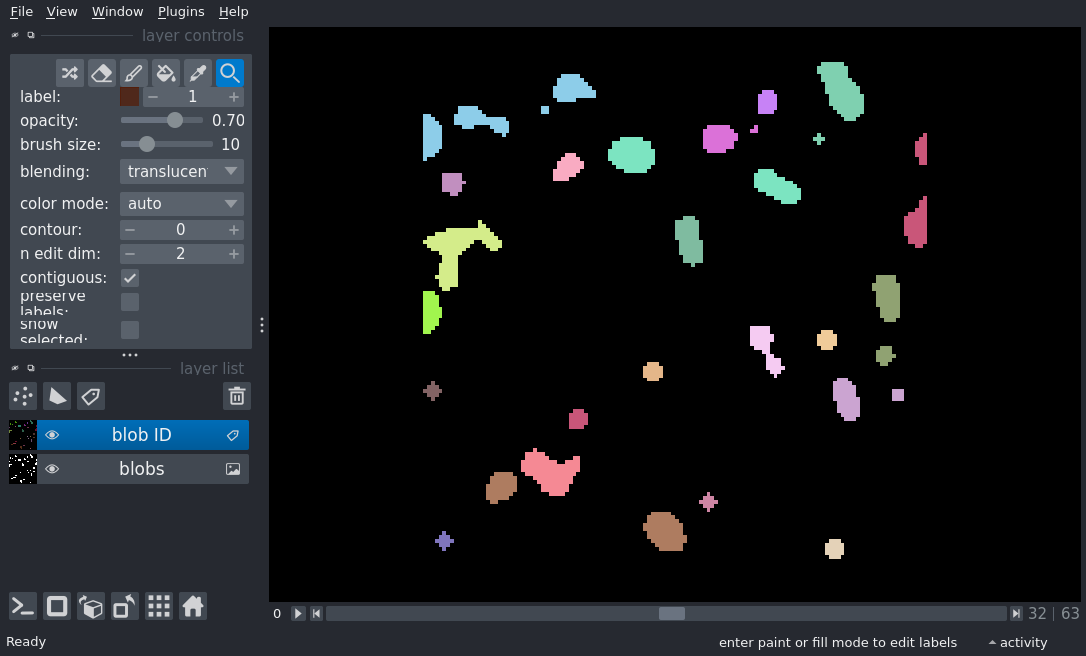 File View Window Plugins Help
layer controls
label: 1
opacity: 0.70
brush size: 10
blending: translucen
color mode: auto
contour: 0
n edit dim: 2
contiguous:
preserve
labels:
show
selected:
layer list
blob ID
blobs
0 32 63
Ready enter paint or fill mode to edit labels activity